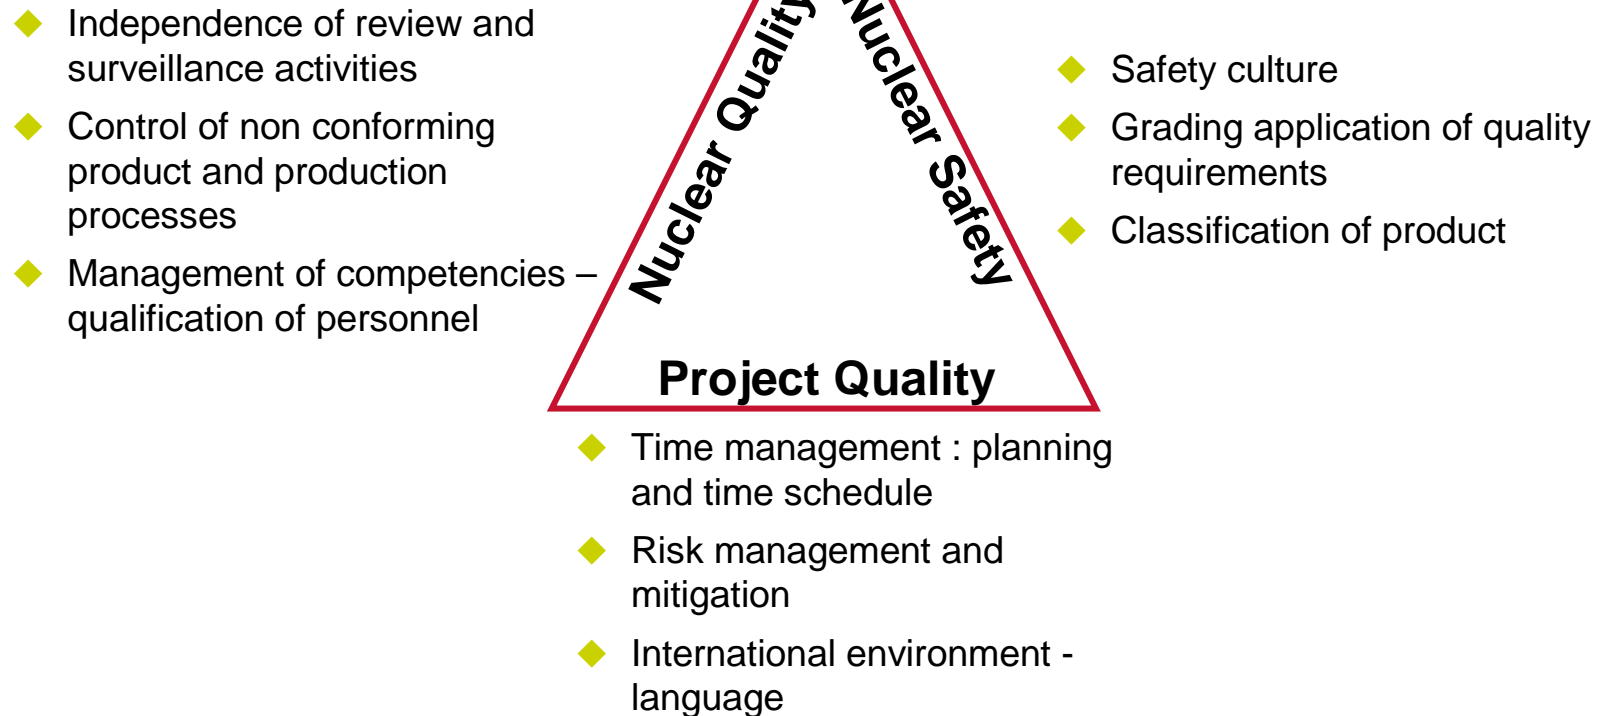 Independence of review and
surveillance activities
Control of non conforming
product and production
processes
Management of competencies –
qualification of personnel
Nuclear Quality
Nuclear Safety
Safety culture
Grading application of quality
requirements
Classification of product
Project Quality
Time management : planning
and time schedule
Risk management and
mitigation
International environment -
language